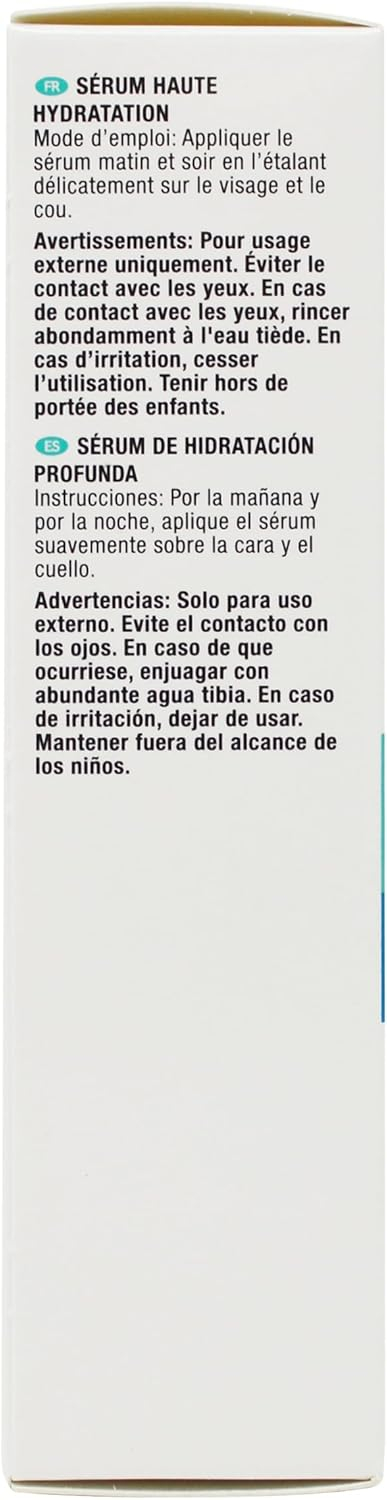 FR SÉRUM HAUTE
HYDRATATION
Mode d’emploi: Appliquer le
sérum matin et soir en l’étalant
délicatement sur le visage et le
cou.
Avertissements: Pour usage
externe uniquement. Éviter le
contact avec les yeux. En cas
de contact avec les yeux, rincer
abondamment à l'eau tiède. En
cas d’irritation, cesser
l’utilisation. Tenir hors de
portée des enfants.
ES SÉRUM DE HIDRATACIÓN
PROFUNDA
Instrucciones: Por la mañana y
por la noche, aplique el sérum
suavemente sobre la cara y el
cuello.
Advertencias: Solo para uso
externo. Evite el contacto con
los ojos. En caso de que
ocurriese, enjuagar con
abundante agua tibia. En caso
de irritación, dejar de usar.
Mantener fuera del alcance de
los niños.